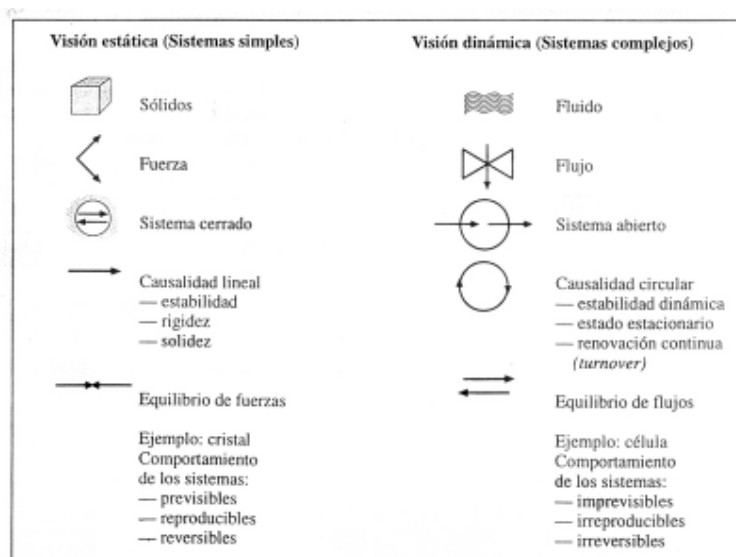 Visión estática (Sistemas simples)
Sólidos
Fuerza
Sistema cerrado
Causalidad lineal
— estabilidad
— rigidez
— solidez
Equilibrio de fuerzas
Ejemplo: cristal
Comportamiento
de los sistemas:
— previsibles
— reproducibles
— reversibles
Visión dinámica (Sistemas complejos)
Fluido
Flujo
Sistema abierto
Causalidad circular
— estabilidad dinámica
— estado estacionario
— renovación continua
(turnover)
Equilibrio de flujos
Ejemplo: célula
Comportamiento
de los sistemas:
— imprevisibles
— irreproducibles
— irreversibles